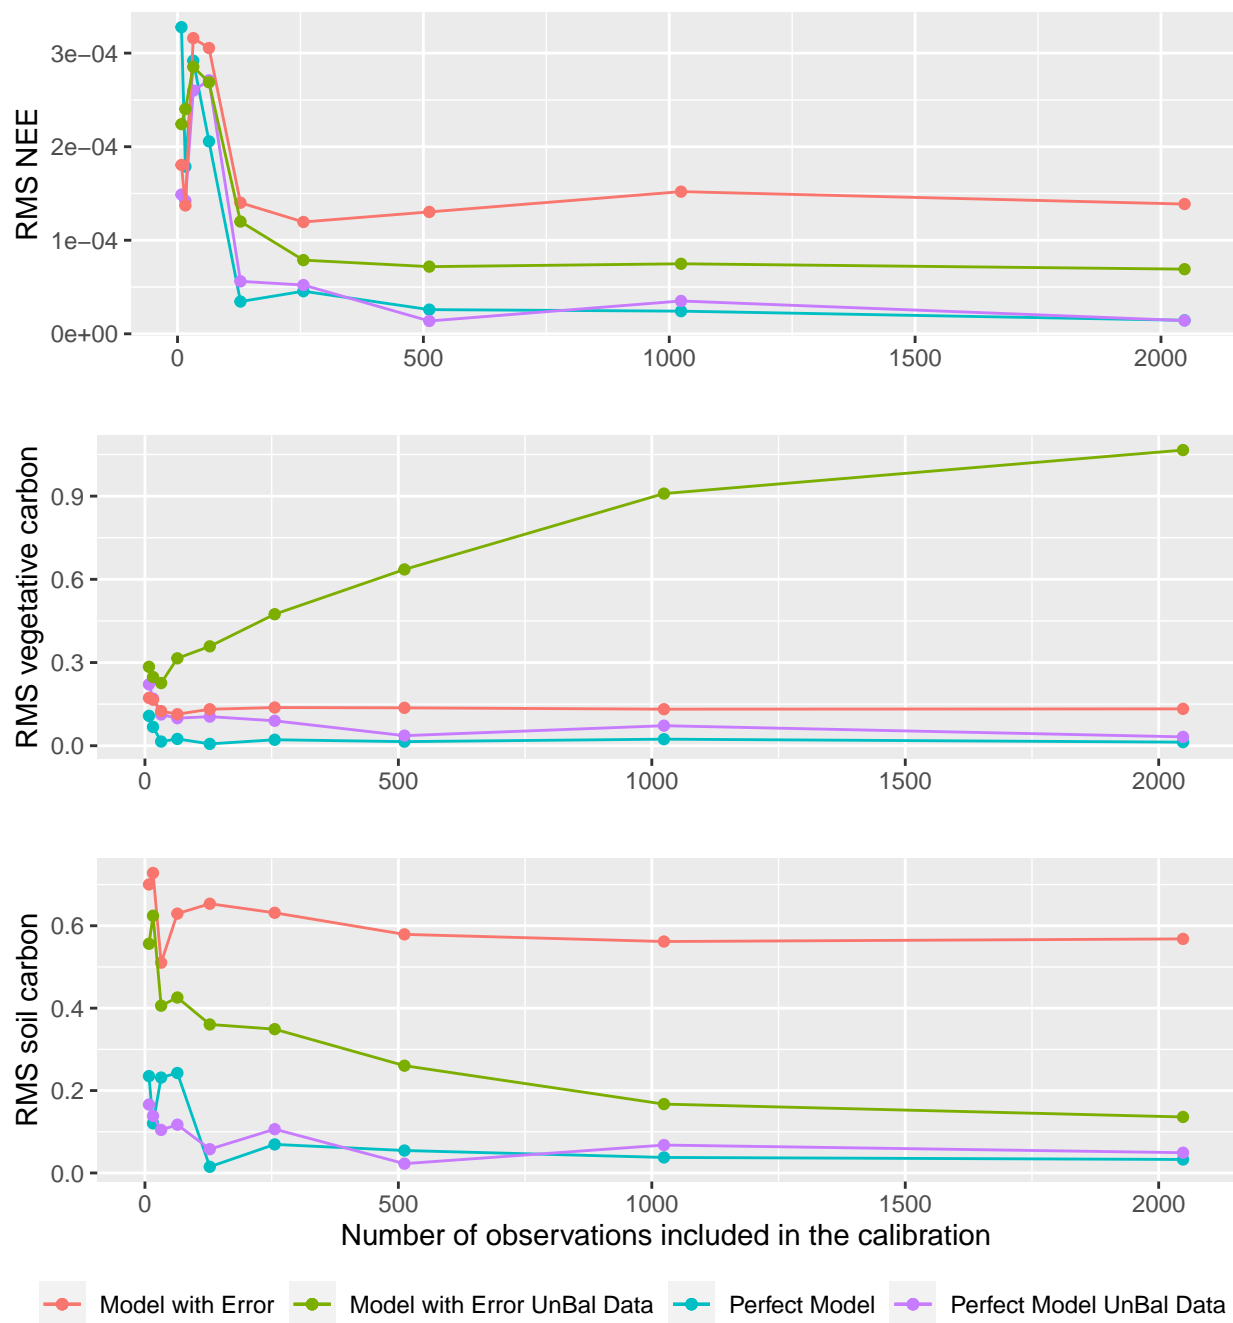 RMS NEE
3e−04
2e−04
1e−04
0e+00
0 500 1000 1500 2000
RMS vegetative carbon
0.9
0.6
0.3
0.0
0 500 1000 1500 2000
RMS soil carbon
0.6
0.4
0.2
0.0
0 500 1000 1500 2000
Number of observations included in the calibration
Model with Error Model with Error UnBal Data Perfect Model Perfect Model UnBal Data